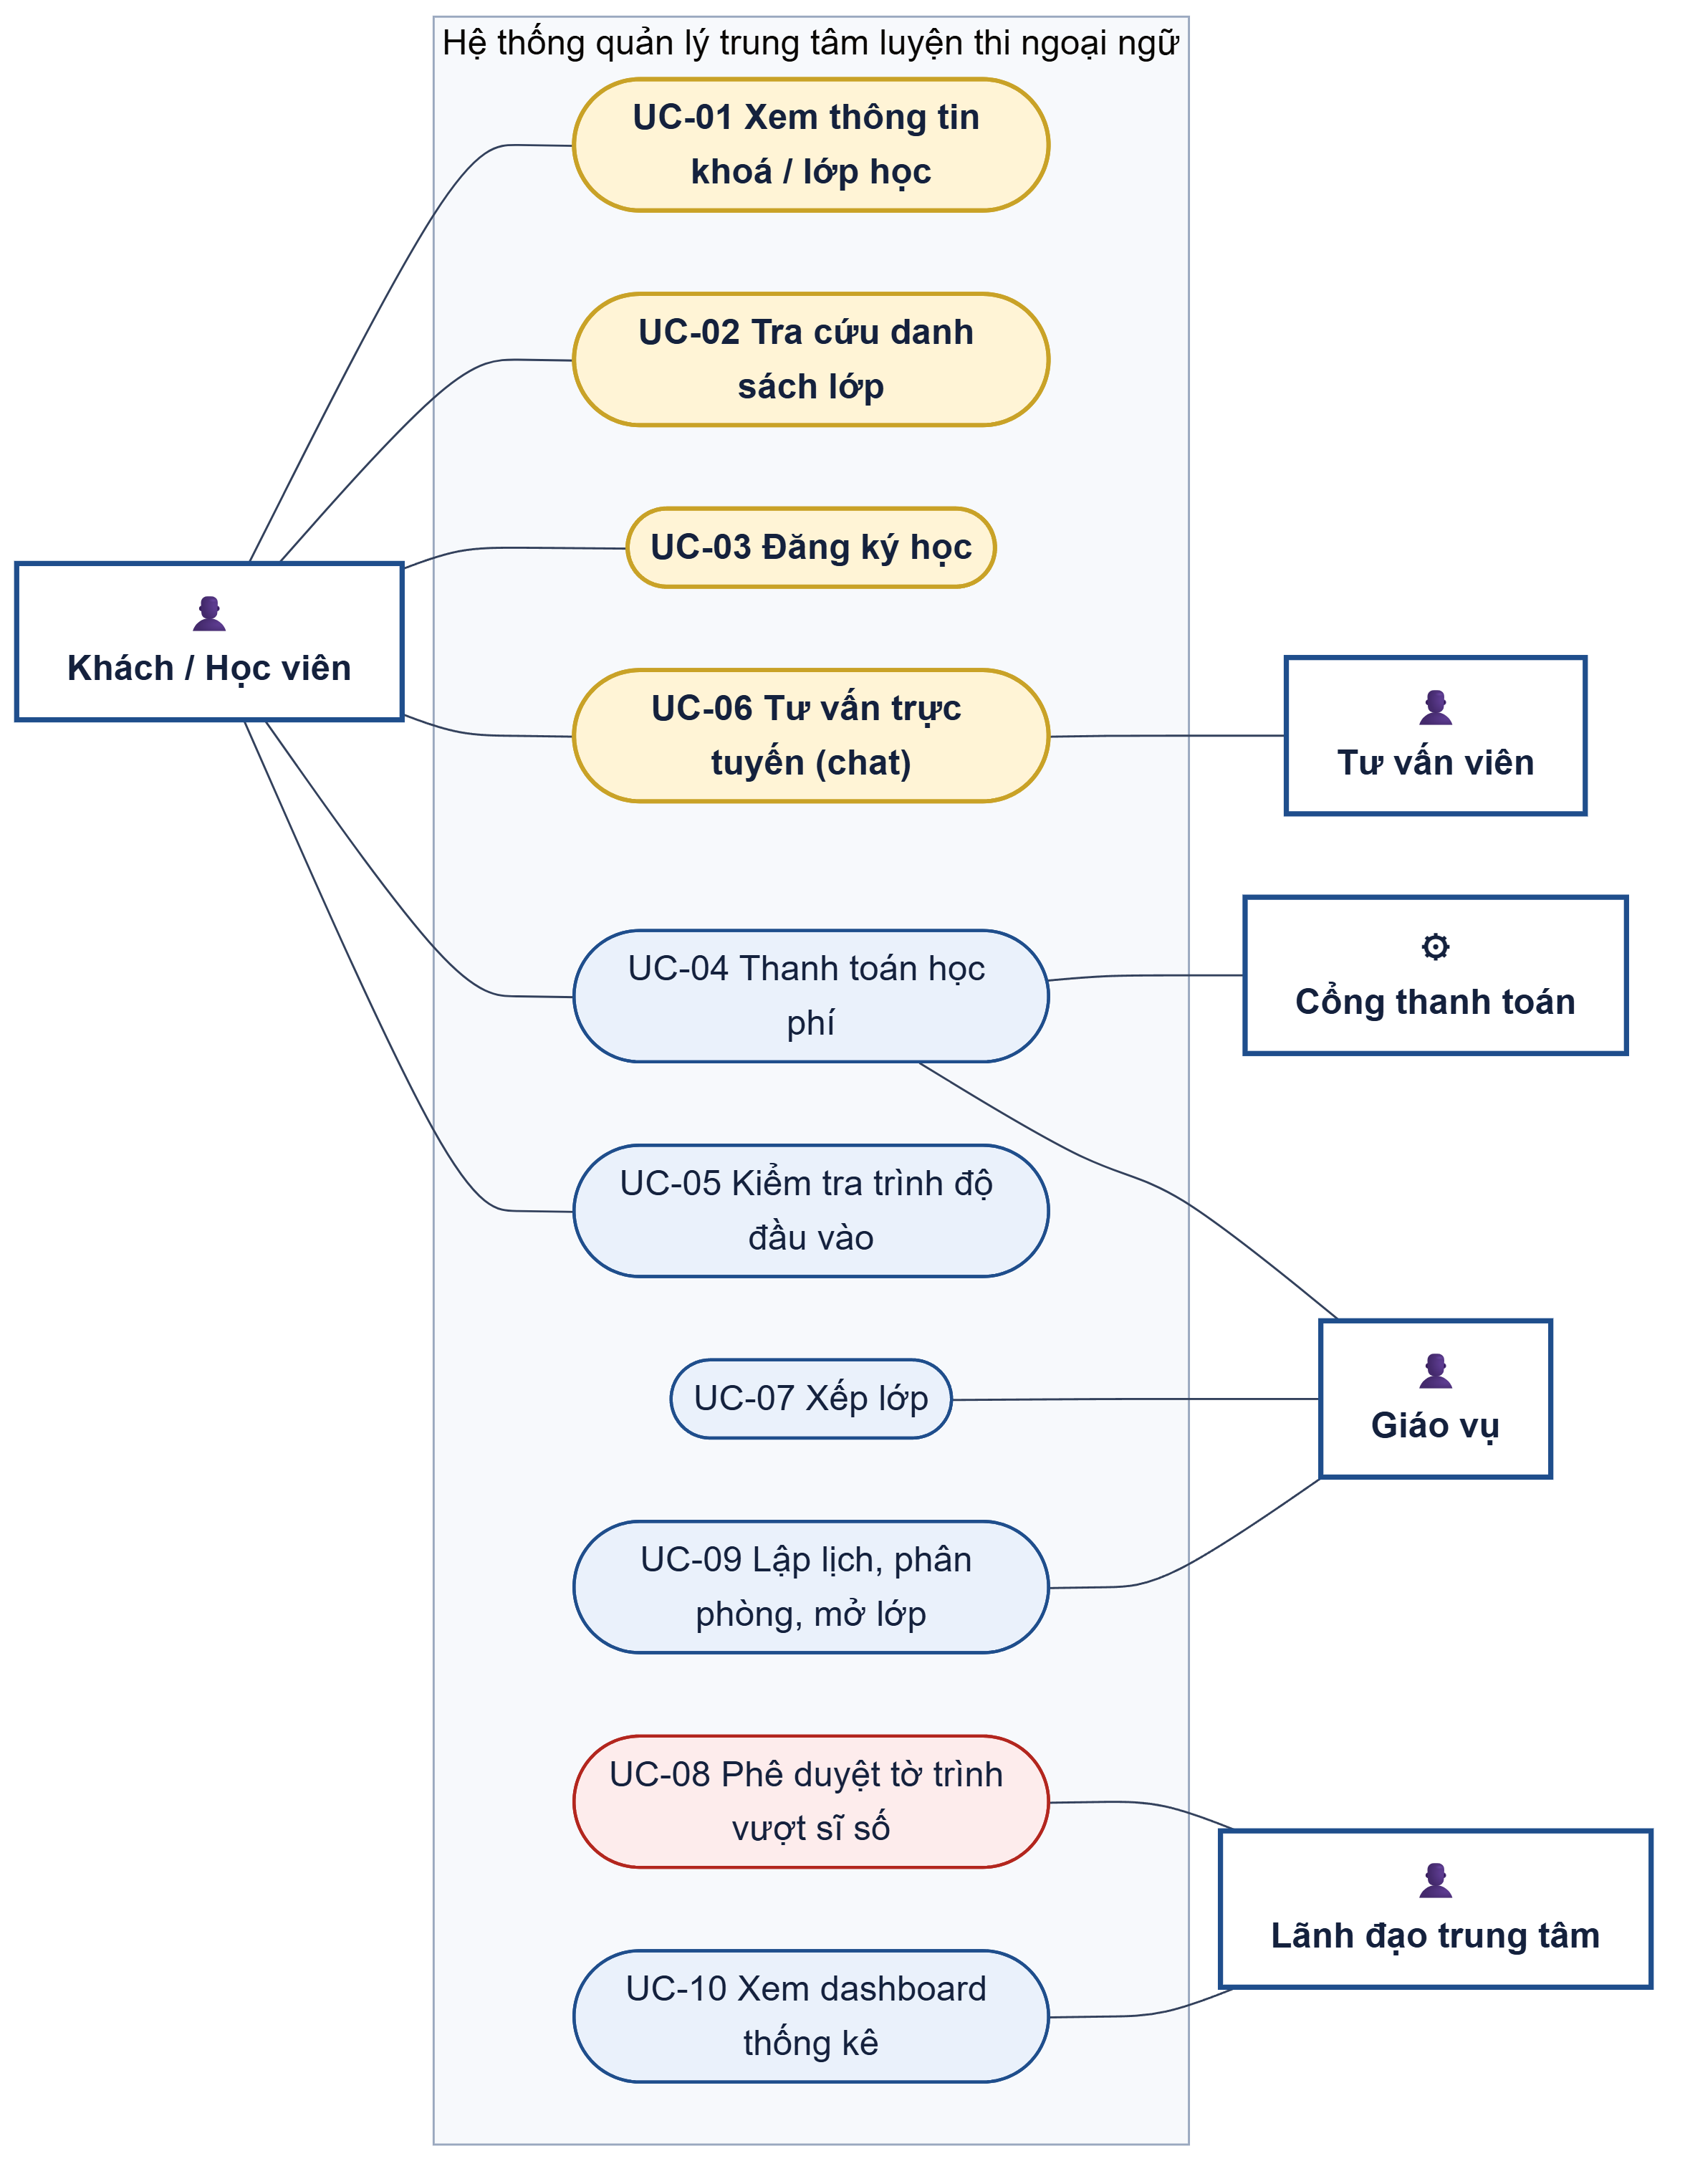 Hệ thống quản lý trung tâm luyện thi ngoại ngữ
UC-01 Xem thông tin
khoá / lớp học
UC-02 Tra cứu danh
sách lớp
UC-03 Đăng ký học
Khách / Học viên
UC-06 Tư vấn trực
tuyến (chat)
Tư vấn viên
UC-04 Thanh toán học
phí
Cổng thanh toán
UC-05 Kiểm tra trình độ
đầu vào
UC-07 Xếp lớp
Giáo vụ
UC-09 Lập lịch, phân
phòng, mở lớp
UC-08 Phê duyệt tờ trình
vượt sĩ số
Lãnh đạo trung tâm
UC-10 Xem dashboard
thống kê